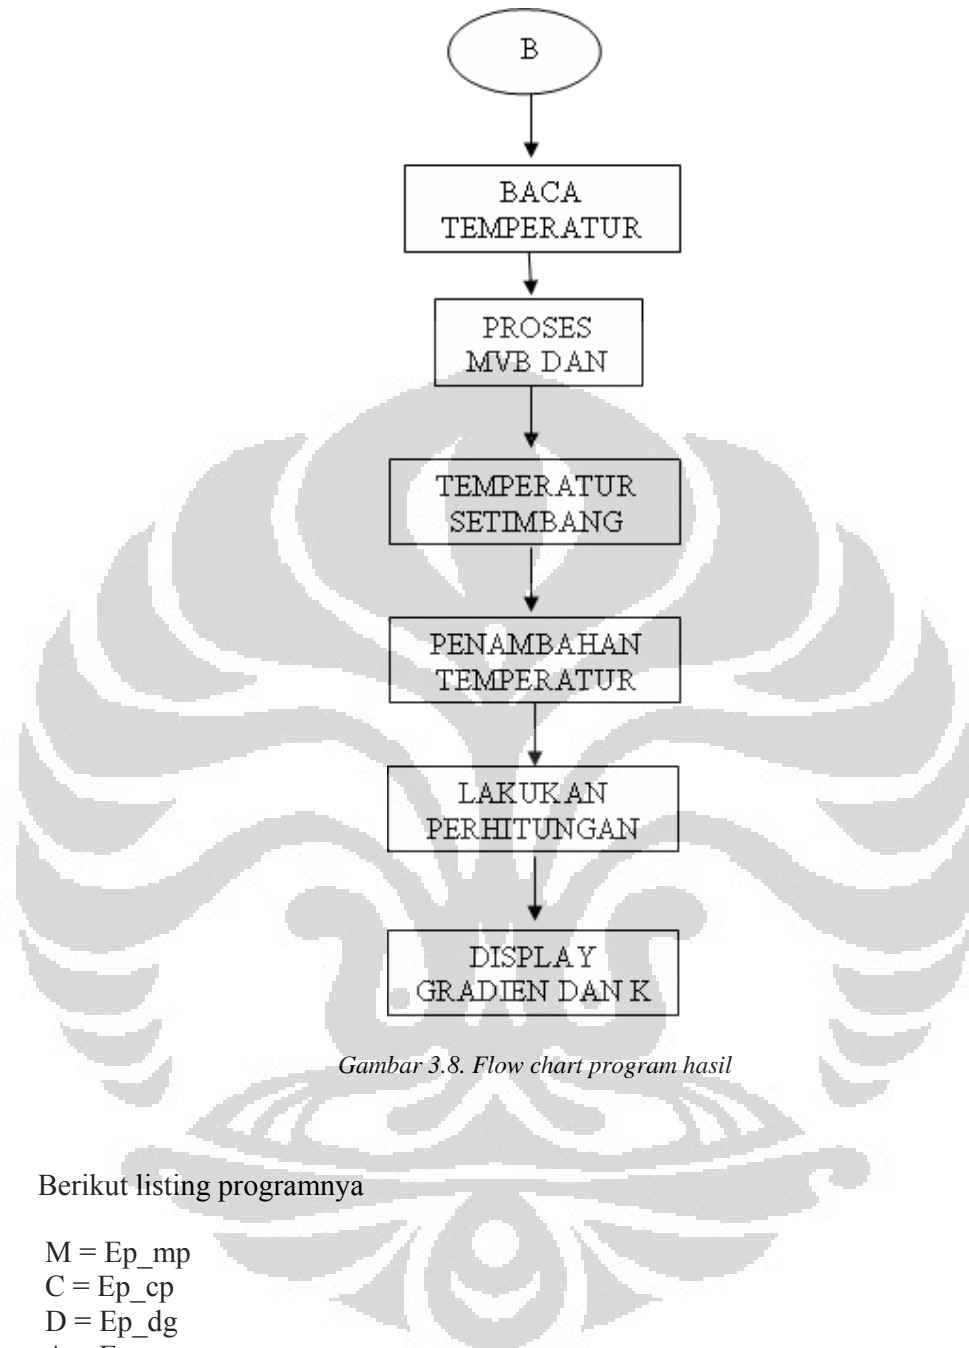 B
BACA
TEMPERATUR
PROSES
MVB DAN
TEMPERATUR
SETIMBANG
PENAMBAHAN
TEMPERATUR
LAKUKAN
PERHITUNGAN
DISPLAY
GRADIEN DAN K
Gambar 3.8. Flow chart program hasil
Berikut listing programnya
M = Ep_mp
C = Ep_cp
D = Ep_dg